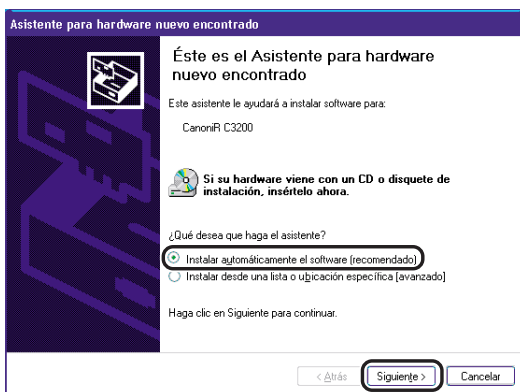 Asistente para hardware nuevo encontrado
Éste es el Asistente para hardware
nuevo encontrado
Este asistente le ayudará a instalar software para:
CanoniR C3200
Si su hardware viene con un CD o disquete de
instalación, insértelo ahora.
¿Qué desea que haga el asistente?
Instalar automáticamente el software (recomendado)
Instalar desde una lista o ubicación específica [avanzado]
Haga clic en Siguiente para continuar.
< Atrás Siguiente > Cancelar